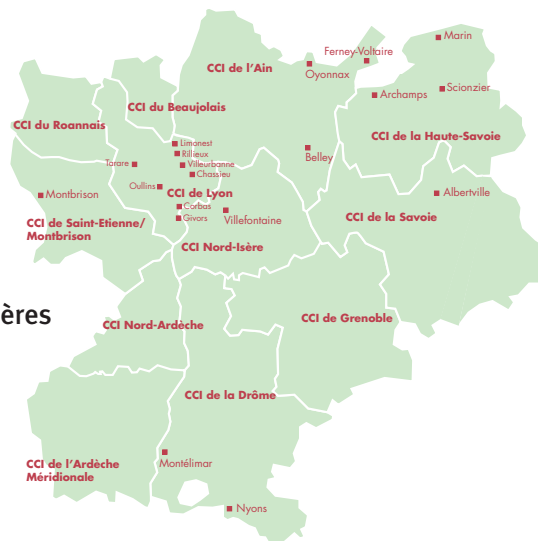 Ferney-Voltaire
Marin
CCI de l'Ain
Oyonnax
Archamps
Scionzier
CCI du Beaujolais
CCI du Roannais
CCI de la Haute-Savoie
Limonest
Rillieux
Tarare
Villeurbanne
Belley
Chassieu
Oullins
CCI de Lyon
Montbrison
Albertville
Corbas
Givors
Villefontaine
CCI de la Savoie
CCI de Saint-Etienne/
Montbrison
CCI Nord-Isère
ères
CCI Nord-Ardèche
CCI de Grenoble
CCI de la Drôme
CCI de l'Ardèche
Méridionale
Montélimar
Nyons